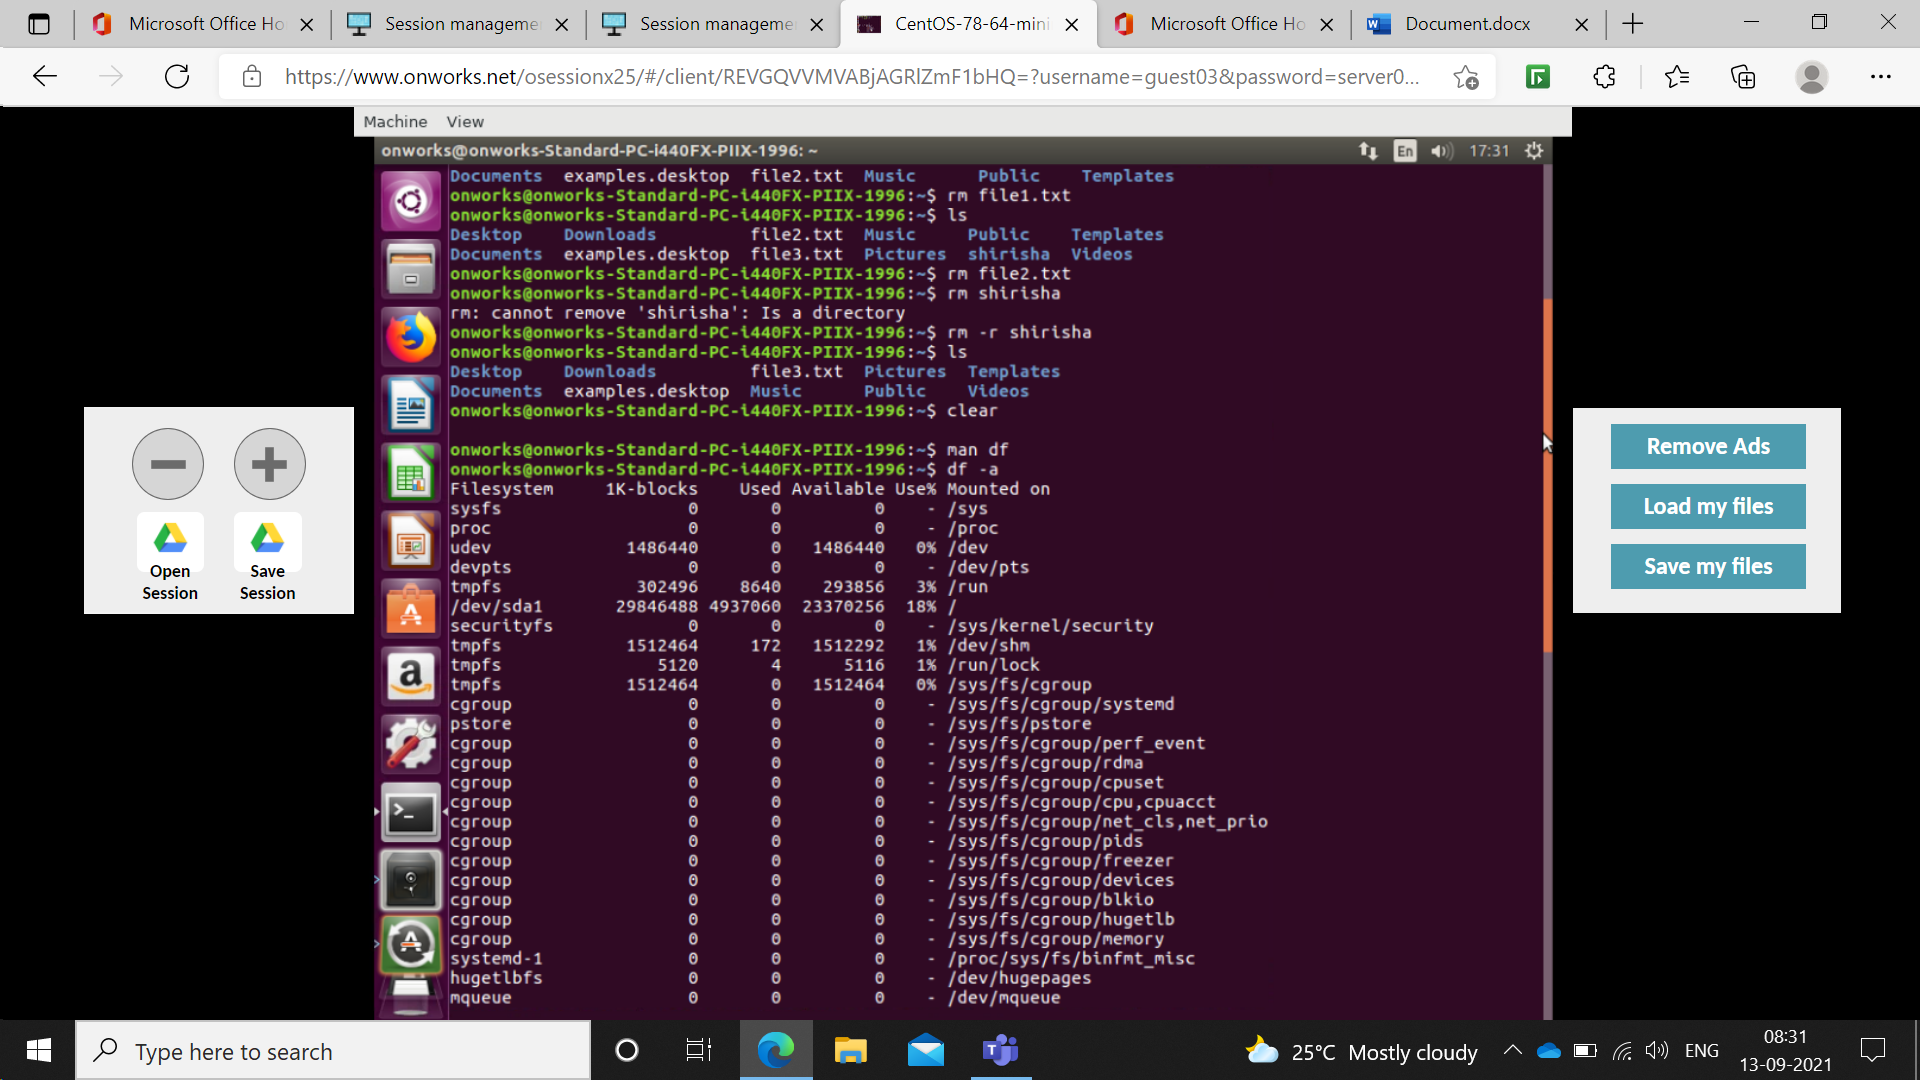 Microsoft Office Ho
Session manageme
Session manageme
CentOS-78-64-mini
Microsoft Office Ho
Document.docx
https://www.onworks.net/osessionx25/#/client/REVGQVVMVABjAGRlZmF1bHQ=?username=guest03&password=server0...
Machine View
onworks@onworks-Standard-PC-i440FX-PIIX-1996: ~
En 17:31
Documents examples.desktop file2.txt Music Public Templates
onworks@onworks-Standard-PC-i440FX-PIIX-1996:~$ rm file1.txt
onworks@onworks-Standard-PC-i440FX-PIIX-1996:~$ ls
Desktop Downloads file2.txt Music Public Templates
Documents examples.desktop file3.txt Pictures shirisha Videos
onworks@onworks-Standard-PC-i440FX-PIIX-1996:~$ rm file2.txt
onworks@onworks-Standard-PC-i440FX-PIIX-1996:~$ rm shirisha
rm: cannot remove 'shirisha': Is a directory
onworks@onworks-Standard-PC-i440FX-PIIX-1996:~$ rm -r shirisha
onworks@onworks-Standard-PC-i440FX-PIIX-1996:~$ ls
Desktop Downloads file3.txt Pictures Templates
Documents examples.desktop Music Public Videos
onworks@onworks-Standard-PC-i440FX-PIIX-1996:~$ clear
onworks@onworks-Standard-PC-i440FX-PIIX-1996:~$ man df
onworks@onworks-Standard-PC-i440FX-PIIX-1996:~$ df -a
Filesystem 1K-blocks Used Available Use% Mounted on
sysfs 0 0 0 - /sys
proc 0 0 0 - /proc
udev 1486440 0 1486440 0% /dev
devpts 0 0 0 - /dev/pts
tmpfs 302496 8640 293856 3% /run
/dev/sda1 29846488 4937060 23370256 18% /
securityfs 0 0 0 - /sys/kernel/security
tmpfs 1512464 172 1512292 1% /dev/shm
tmpfs 5120 4 5116 1% /run/lock
tmpfs 1512464 0 1512464 0% /sys/fs/cgroup
cgroup 0 0 0 - /sys/fs/cgroup/systemd
pstore 0 0 0 - /sys/fs/pstore
cgroup 0 0 0 - /sys/fs/cgroup/perf_event
cgroup 0 0 0 - /sys/fs/cgroup/rdma
cgroup 0 0 0 - /sys/fs/cgroup/cpuset
cgroup 0 0 0 - /sys/fs/cgroup/cpu,cpuacct
cgroup 0 0 0 - /sys/fs/cgroup/net_cls,net_prio
cgroup 0 0 0 - /sys/fs/cgroup/pids
cgroup 0 0 0 - /sys/fs/cgroup/freezer
cgroup 0 0 0 - /sys/fs/cgroup/devices
cgroup 0 0 0 - /sys/fs/cgroup/blkio
cgroup 0 0 0 - /sys/fs/cgroup/hugetlb
cgroup 0 0 0 - /sys/fs/cgroup/memory
systemd-1 0 0 0 - /proc/sys/fs/binfmt_misc
hugetlbfs 0 0 0 - /dev/hugepages
mqueue 0 0 0 - /dev/mqueue
Open Session
Save Session
Remove Ads
Load my files
Save my files
Type here to search
25°C Mostly cloudy
ENG
08:31
13-09-2021